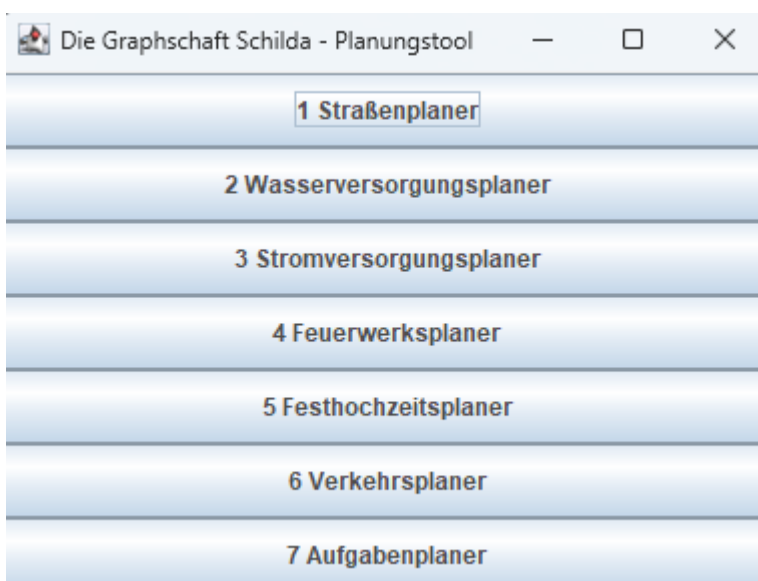 Die Graphschaft Schilda - Planungstool
1 Straßenplaner
2 Wasserversorgungsplaner
3 Stromversorgungsplaner
4 Feuerwerksplaner
5 Festhochzeitsplaner
6 Verkehrsplaner
7 Aufgabenplaner